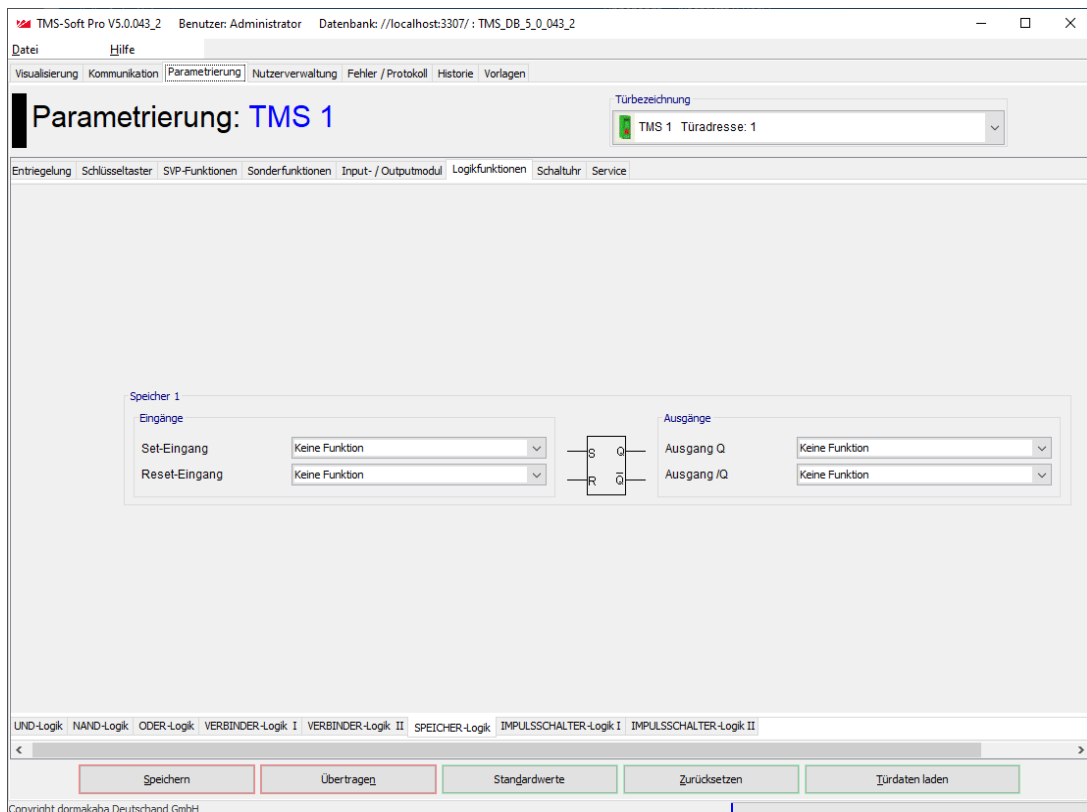 TMS-Soft Pro V5.0.043_2 Benutzer: Administrator Datenbank: //localhost:3307/ : TMS_DB_5_0_043_2
Datei Hilfe
Visualisierung Kommunikation Parametrierung Nutzerverwaltung Fehler / Protokoll Historie Vorlagen
Parametrierung: TMS 1
Türbezeichnung
TMS 1 Türadresse: 1
Entriegelung Schlüsseltaster SVP-Funktionen Sonderfunktionen Input- / Outputmodul Logikfunktionen Schaltuhr Service
Speicher 1
Eingänge
Ausgänge
Set-Eingang Keine Funktion S Q Ausgang Q Keine Funktion
Reset-Eingang Keine Funktion R Q̅ Ausgang /Q Keine Funktion
UND-Logik NAND-Logik ODER-Logik VERBINDER-Logik I VERBINDER-Logik II SPEICHER-Logik IMPULSSCHALTER-Logik I IMPULSSCHALTER-Logik II
Speichern Übertragen Standardwerte Zurücksetzen Türdaten laden
Copyright dormakaba Deutschand GmbH